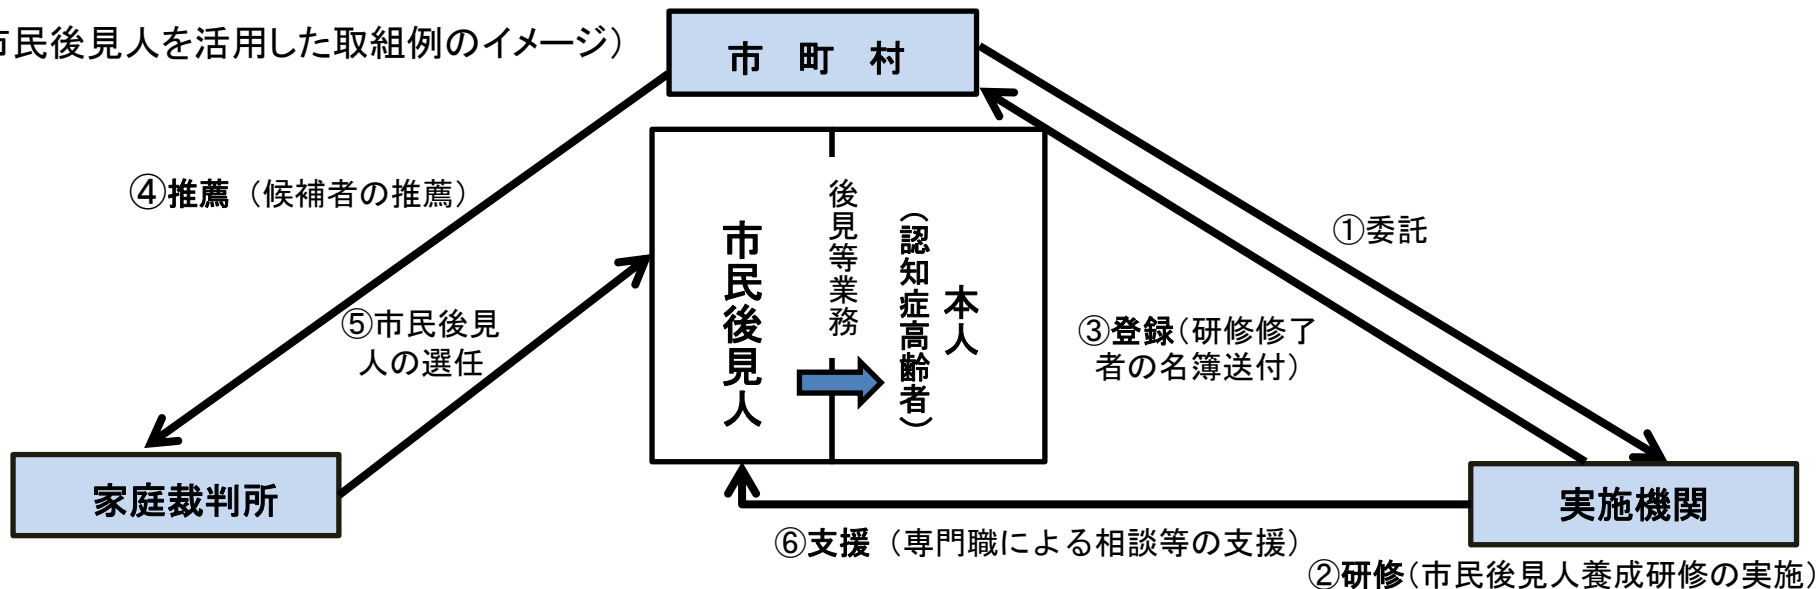 市民後見人を活用した取組例のイメージ）
市 町 村
④推薦（候補者の推薦）
①委託
⑤市民後見
人の選任
市民後見人
後見等業務
本人
（認知症高齢者）
③登録（研修修了
者の名簿送付）
家庭裁判所
実施機関
⑥支援（専門職による相談等の支援）
②研修（市民後見人養成研修の実施）